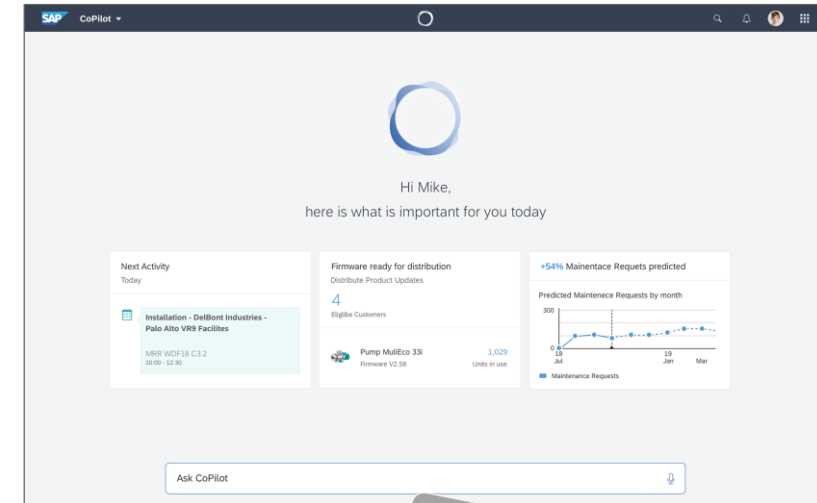 SAP CoPilot
Hi Mike,
here is what is important for you today
Next Activity
Today
Installation - DelBont Industries -
Palo Alto VR9 Facilites
MRR WDF18 C3.2
10:00 - 12:30
Firmware ready for distribution
Distribute Product Updates
4
Eliglibe Customers
Pump MuliEco 33i 1,029
Firmware V2.58 Units in use
+54% Mainentace Requets predicted
Predicted Maintenece Requests by month
300
0
18 19
Jul Jan Mar
Maintenance Requests
Ask CoPilot